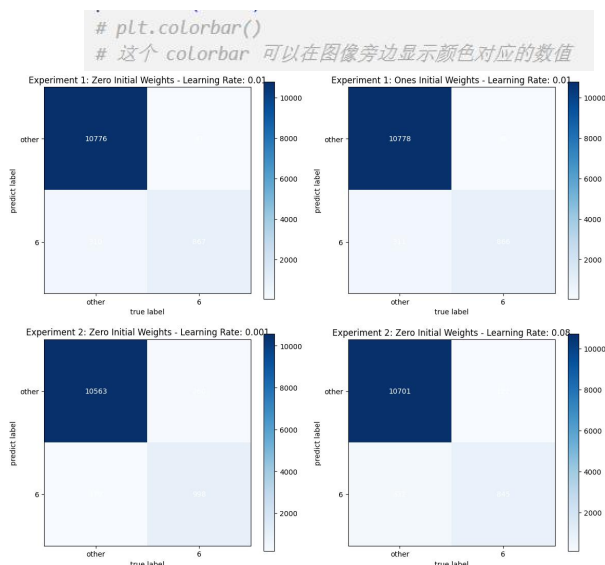 # plt.colorbar()
# 这个 colorbar 可以在图像旁边显示颜色对应的数值
Experiment 1: Zero Initial Weights - Learning Rate: 0.01
10000
8000
6000
4000
2000
other
6
predict label
10776
other
6
true label
Experiment 1: Ones Initial Weights - Learning Rate: 0.01
10000
8000
6000
4000
2000
other
6
predict label
10778
other
6
true label
Experiment 2: Zero Initial Weights - Learning Rate: 0.001
10000
8000
6000
4000
2000
other
6
predict label
10563
other
6
true label
Experiment 2: Zero Initial Weights - Learning Rate: 0.08
10000
8000
6000
4000
2000
other
6
predict label
10701
other
6
true label